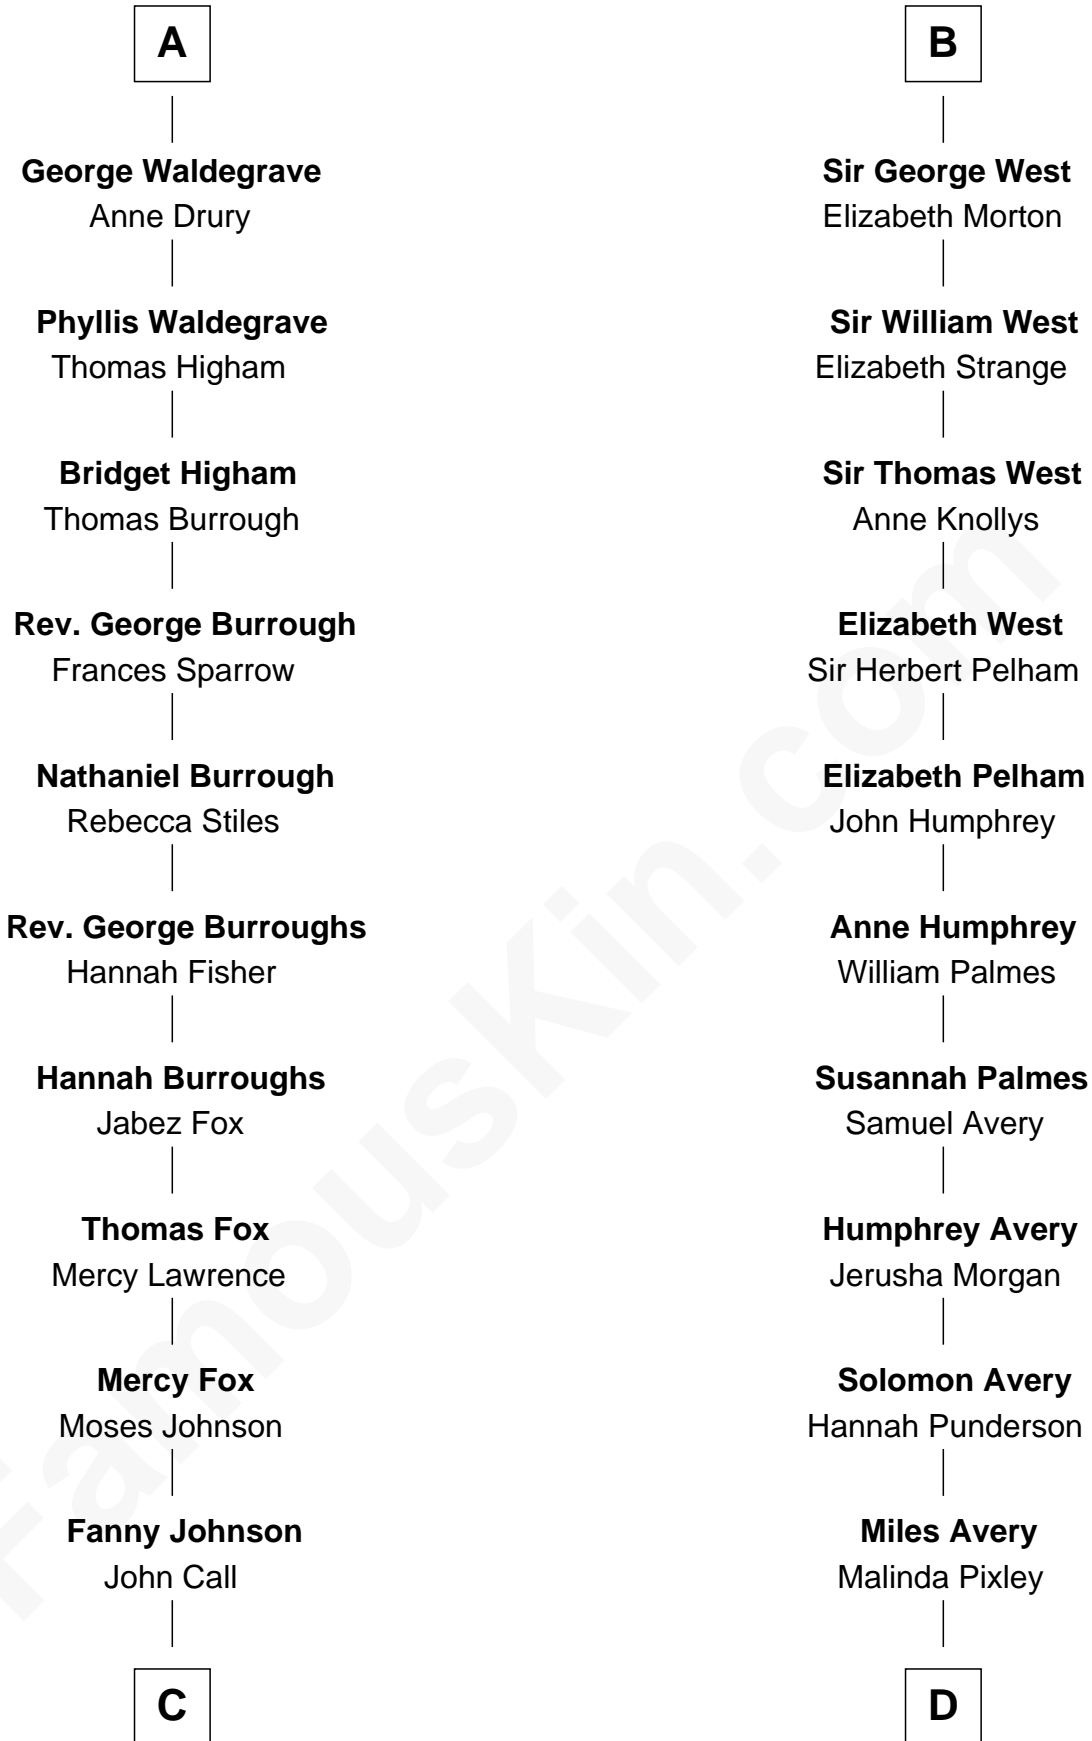 A
George Waldegrave
Anne Drury
Phyllis Waldegrave
Thomas Higham
Bridget Higham
Thomas Burrough
Rev. George Burrough
Frances Sparrow
Nathaniel Burrough
Rebecca Stiles
Rev. George Burroughs
Hannah Fisher
Hannah Burroughs
Jabez Fox
Thomas Fox
Mercy Lawrence
Mercy Fox
Moses Johnson
Fanny Johnson
John Call
C
B
Sir George West
Elizabeth Morton
Sir William West
Elizabeth Strange
Sir Thomas West
Anne Knollys
Elizabeth West
Sir Herbert Pelham
Elizabeth Pelham
John Humphrey
Anne Humphrey
William Palmes
Susannah Palmes
Samuel Avery
Humphrey Avery
Jerusha Morgan
Solomon Avery
Hannah Punderson
Miles Avery
Malinda Pixley
D
FamousKin.com